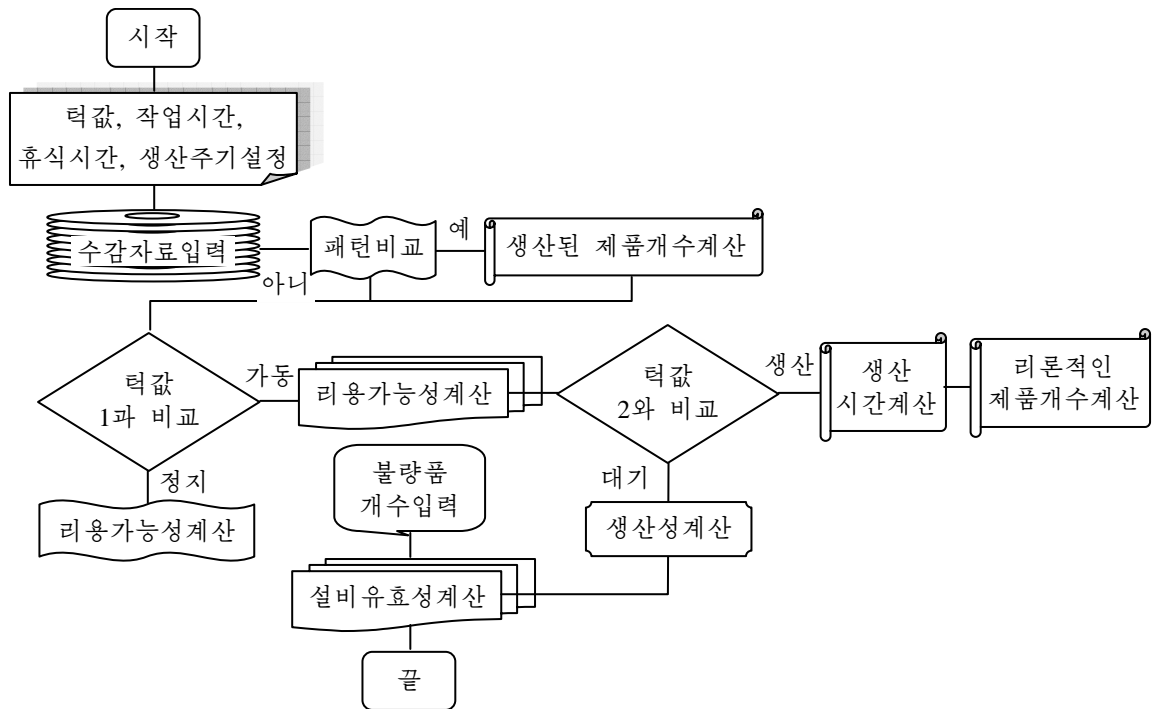 시작
턱값, 작업시간,
휴식시간, 생산주기설정
수감자료입력
패턴비교
예
생산된 제품개수계산
아니
턱값
1과 비교
가동
리용가능성계산
턱값
2와 비교
생산
생산
시간계산
리론적인
제품개수계산
정지
리용가능성계산
불량품
개수입력
대기
생산성계산
설비유효성계산
끝